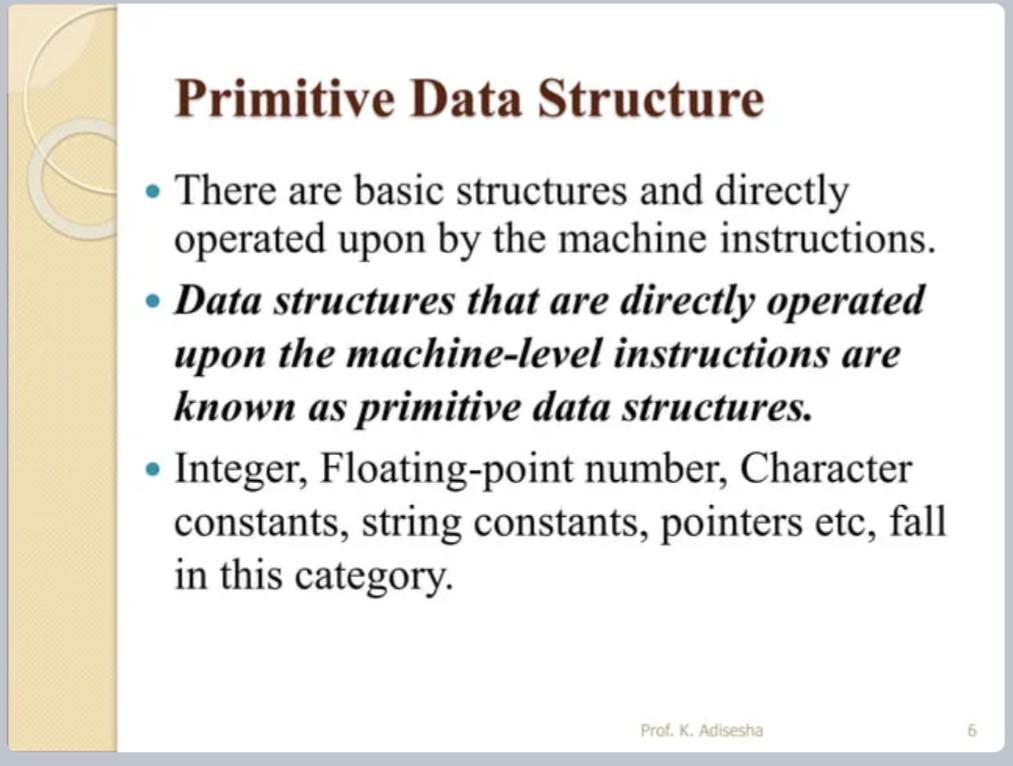 Primitive Data Structure
• There are basic structures and directly
operated upon by the machine instructions.
• Data structures that are directly operated
upon the machine-level instructions are
known as primitive data structures.
• Integer, Floating-point number, Character
constants, string constants, pointers etc, fall
in this category.
Prof. K. Adisesha 6